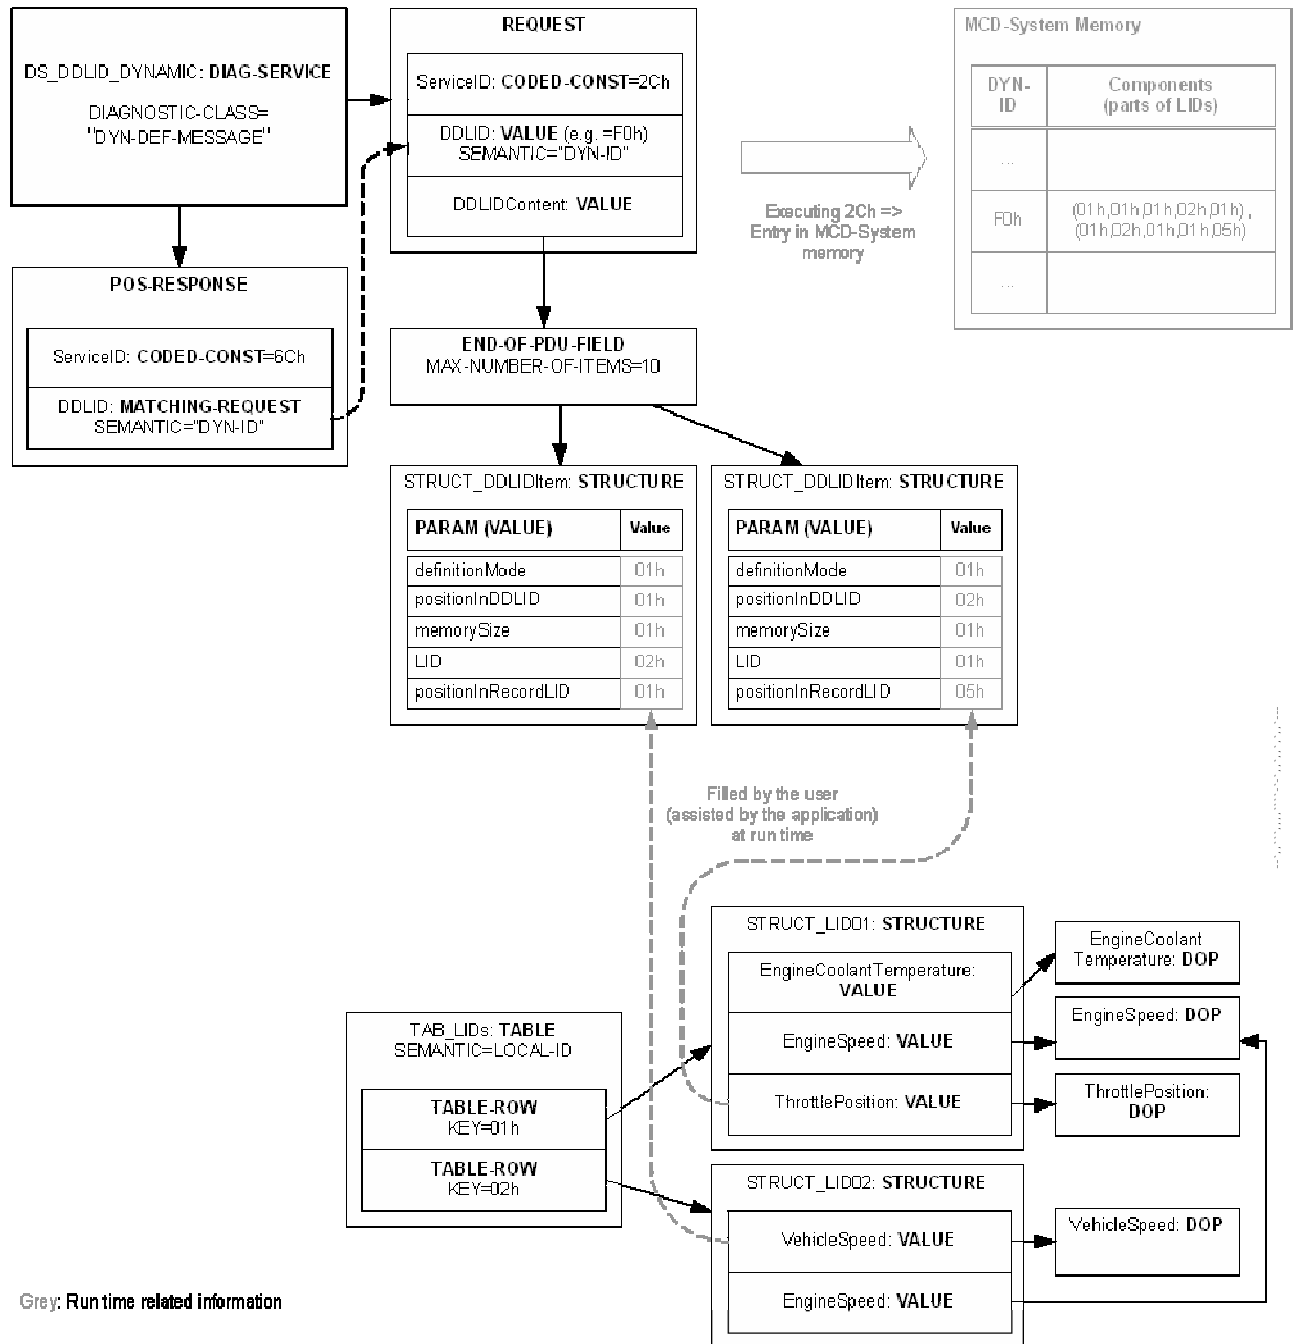 DS_DDLID_DYNAMIC: DIAG-SERVICE
DIAGNOSTIC-CLASS=
"DYN-DEF-MESSAGE"
REQUEST
ServiceID: CODED-CONST=2Ch
DDLID: VALUE (e.g. =F0h)
SEMANTIC="DYN-ID"
DDLIDContent: VALUE
Executing 2Ch =>
Entry in MCD-System
memory
MCD-System Memory
DYN-
ID
Components
(parts of LIDs)
...
F0h
(01h,01h,01h,02h,01h) ,
(01h,02h,01h,01h,05h)
...
POS-RESPONSE
ServiceID: CODED-CONST=6Ch
DDLID: MATCHING-REQUEST
SEMANTIC="DYN-ID"
END-OF-PDU-FIELD
MAX-NUMBER-OF-ITEMS=10
STRUCT_DDLIDItem: STRUCTURE
PARAM (VALUE) Value
definitionMode 01h
positionInDDLID 01h
memorySize 01h
LID 02h
positionInRecordLID 01h
STRUCT_DDLIDItem: STRUCTURE
PARAM (VALUE) Value
definitionMode 01h
positionInDDLID 02h
memorySize 01h
LID 01h
positionInRecordLID 05h
Filled by the user
(assisted by the application)
at run time
TAB_LIDs: TABLE
SEMANTIC=LOCAL-ID
TABLE-ROW
KEY=01h
TABLE-ROW
KEY=02h
STRUCT_LID01: STRUCTURE
EngineCoolantTemperature:
VALUE
EngineSpeed: VALUE
ThrottlePosition: VALUE
EngineCoolant
Temperature: DOP
EngineSpeed: DOP
ThrottlePosition:
DOP
STRUCT_LID02: STRUCTURE
VehicleSpeed: VALUE
EngineSpeed: VALUE
VehicleSpeed: DOP
Grey: Run time related information